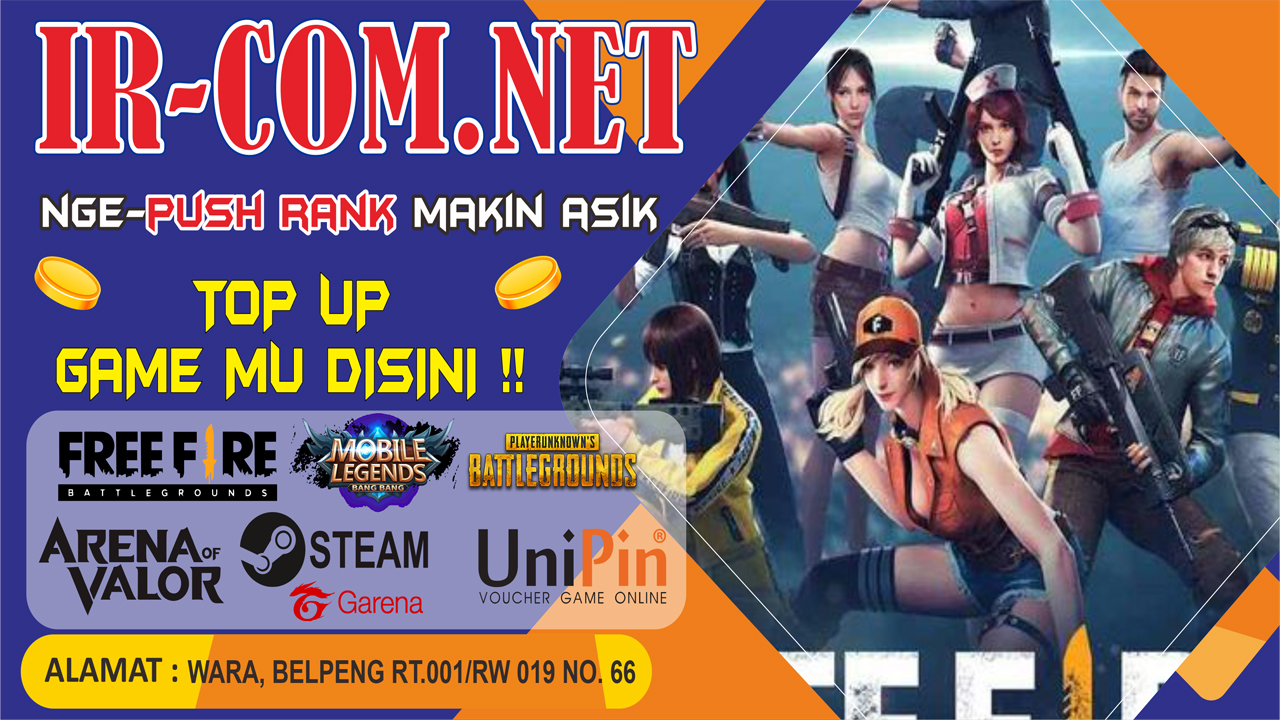 IR-COM.NET
NGE-PUSH RANK MAKIN ASIK
TOP UP
GAME MU DISINI !!
FREE FIRE
BATTLEGROUNDS
MOBILE
LEGENDS
BANG BANG
PLAYERUNKNOWN'S
BATTLEGROUNDS
ARENA OF
VALOR
STEAM
Garena
UniPin®
VOUCHER GAME ONLINE
ALAMAT : WARA, BELPENG RT.001/RW 019 NO. 66
F